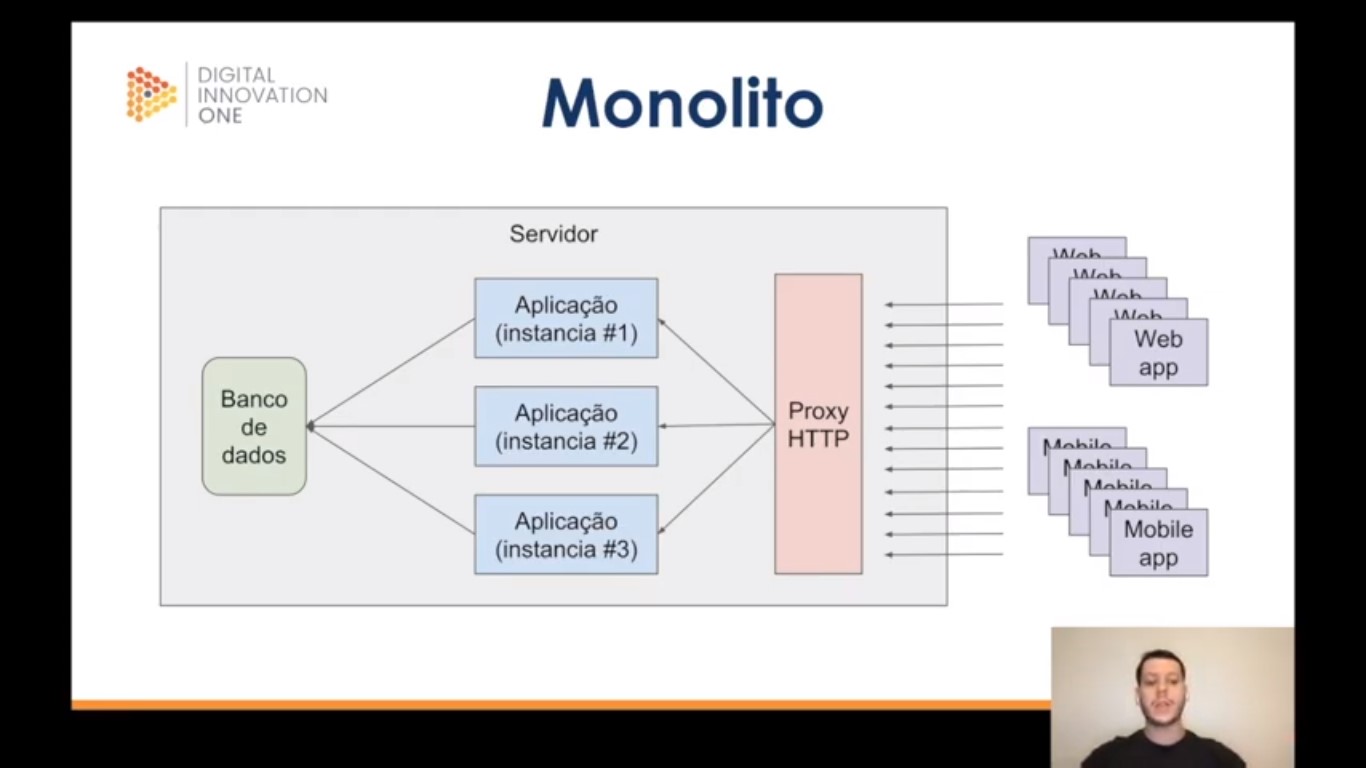 DIGITAL
INNOVATION
ONE
Monolito
Servidor
Banco
de
dados
Aplicação
(instancia #1)
Aplicação
(instancia #2)
Aplicação
(instancia #3)
Proxy
HTTP
Web
Web
Web
Web
Web
app
Mobile
Mobile
Mobile
Mobile
Mobile
app